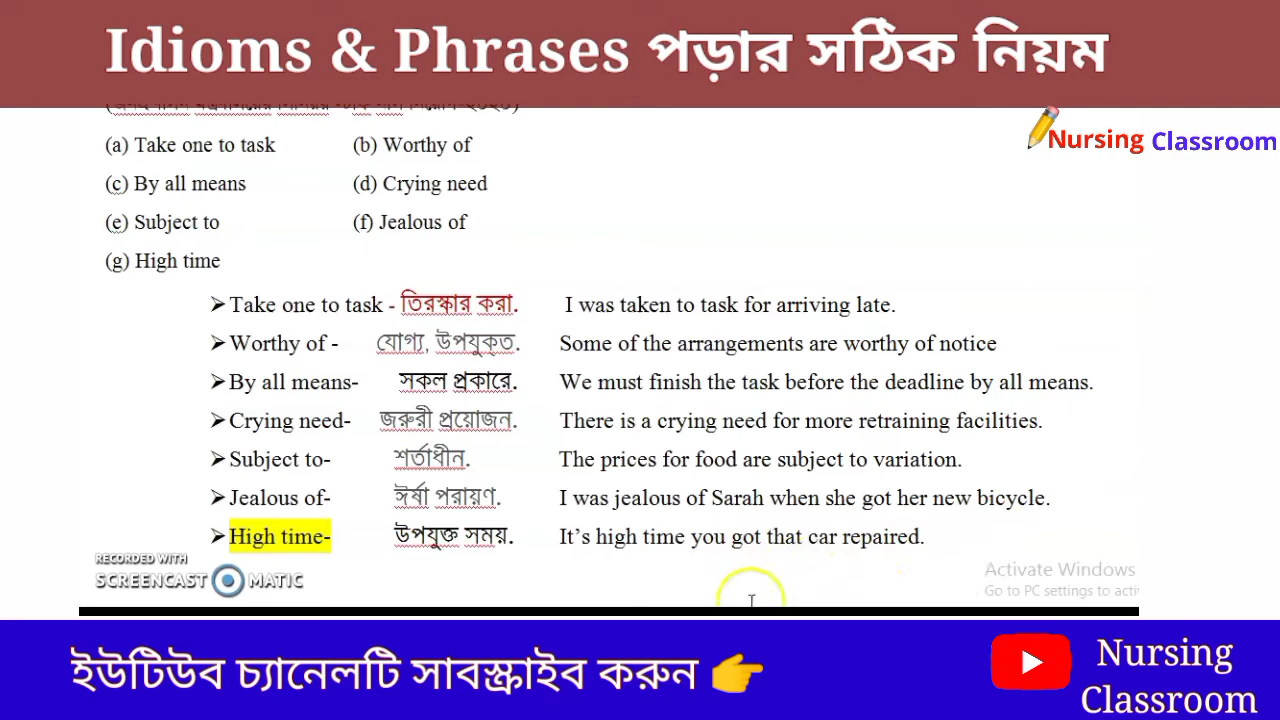 Idioms & Phrases পড়ার সঠিক নিয়ম
Nursing Classroom
(a) Take one to task (b) Worthy of
(c) By all means (d) Crying need
(e) Subject to (f) Jealous of
(g) High time
➢Take one to task - তিরস্কার করা. I was taken to task for arriving late.
➢Worthy of - যোগ্য, উপযুক্ত. Some of the arrangements are worthy of notice
➢By all means- সকল প্রকারে. We must finish the task before the deadline by all means.
➢Crying need- জরুরী প্রয়োজন. There is a crying need for more retraining facilities.
➢Subject to- শর্তাধীন. The prices for food are subject to variation.
➢Jealous of- ঈর্ষা পরায়ণ. I was jealous of Sarah when she got her new bicycle.
➢High time- উপযুক্ত সময়. It’s high time you got that car repaired.
RECORDED WITH
SCREENCAST MATIC
Activate Windows
Go to PC settings to acti
ইউটিউব চ্যানেলটি সাবস্ক্রাইব করুন 👉
Nursing
Classroom